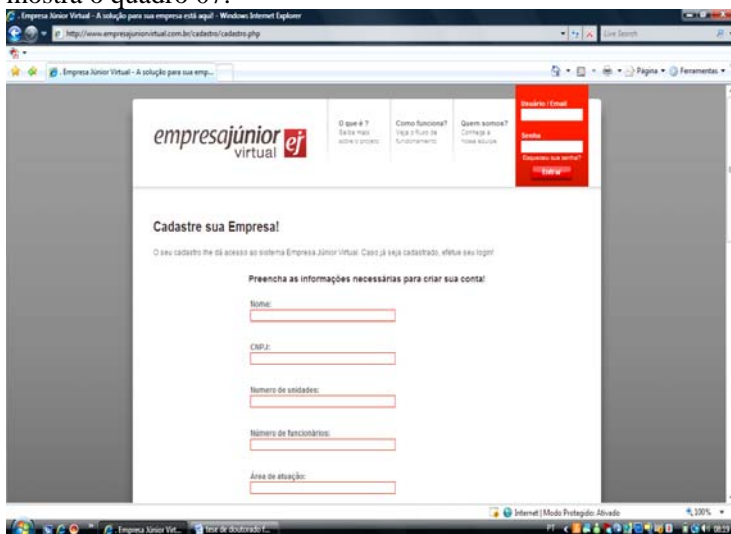 mostra o quadro 07:
. Empresa Júnior Virtual - A solução para sua empresa está aqui! - Windows Internet Explorer
http://www.empresajuniorvirtual.com.br/cadastro/cadastro.php
Live Search
. Empresa Júnior Virtual - A solução para sua emp...
Página
Ferramentas
Usuário / Email
Senha
Esqueceu sua senha?
Entrar
empresajúnior ej
virtual
O que é ?
Saiba mais
sobre o projeto
Como funciona?
Veja o fluxo de
funcionamento
Quem somos?
Conheça a
nossa equipe
Cadastre sua Empresa!
O seu cadastro lhe dá acesso ao sistema Empresa Júnior Virtual. Caso já seja cadastrado, efetue seu login!
Preencha as informações necessárias para criar sua conta!
Nome:
CNPJ:
Numero de unidades:
Número de funcionários:
Área de atuação:
Internet | Modo Protegido: Ativado
100%
. Empresa Júnior Virt...
tese de doutorado f...
PT
08:19